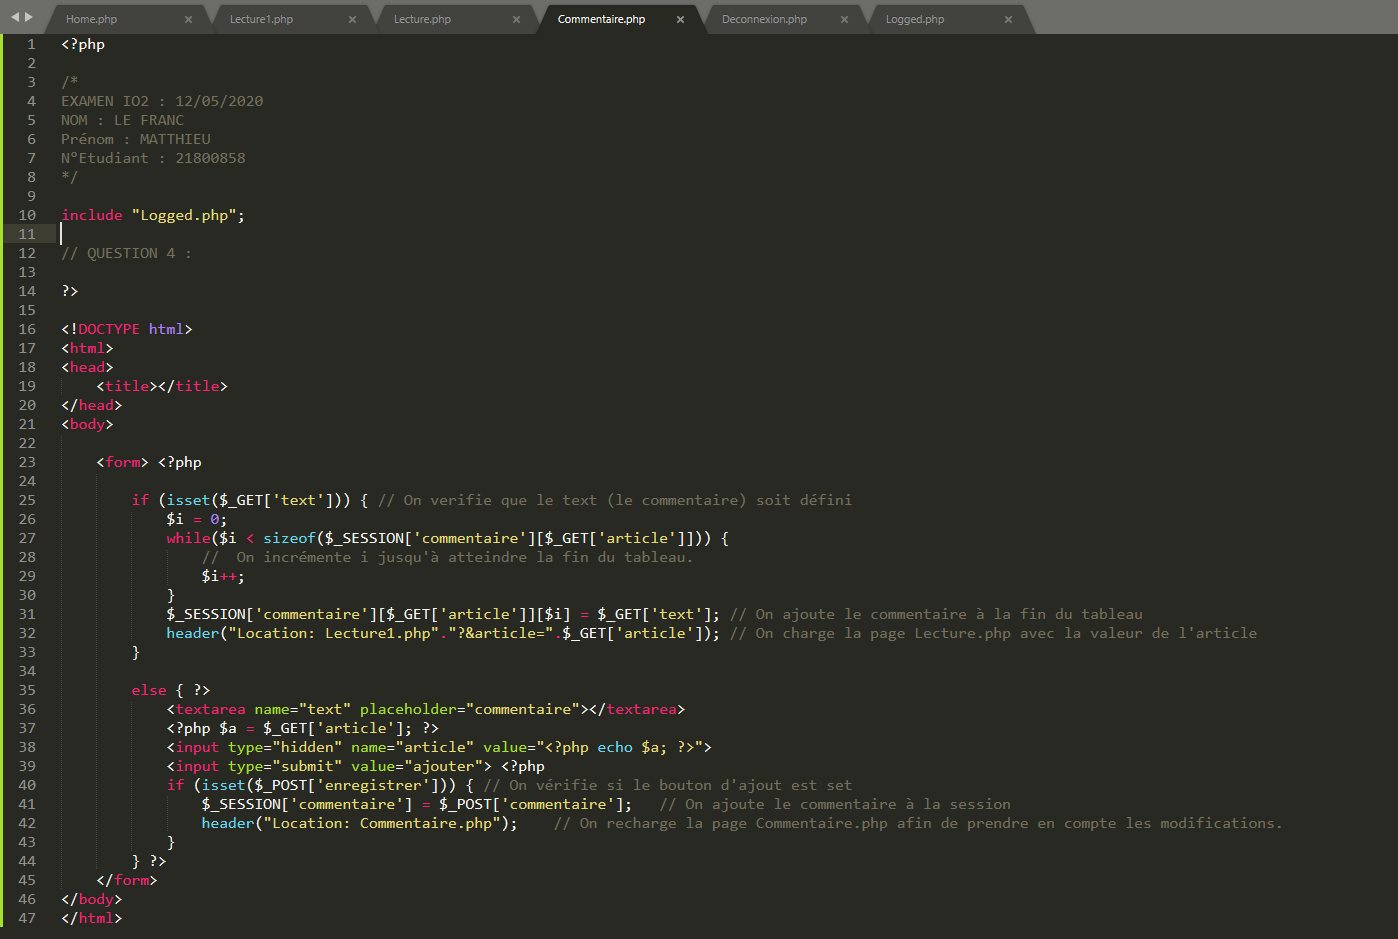 Home.php × Lecture1.php × Lecture.php × Commentaire.php × Deconnexion.php × Logged.php ×
1 <?php
2
3 /*
4 EXAMEN IO2 : 12/05/2020
5 NOM : LE FRANC
6 Prénom : MATTHIEU
7 N°Etudiant : 21800858
8 */
9
10 include "Logged.php";
11
12 // QUESTION 4 :
13
14 ?>
15
16 <!DOCTYPE html>
17 <html>
18 <head>
19 <title></title>
20 </head>
21 <body>
22
23 <form> <?php
24
25 if (isset($_GET['text'])) { // On verifie que le text (le commentaire) soit défini
26 $i = 0;
27 while($i < sizeof($_SESSION['commentaire'][$_GET['article']])) {
28 //  On incrémente i jusqu'à atteindre la fin du tableau.
29 $i++;
30 }
31 $_SESSION['commentaire'][$_GET['article']][$i] = $_GET['text']; // On ajoute le commentaire à la fin du tableau
32 header("Location: Lecture1.php"."?&article=".$_GET['article']); // On charge la page Lecture.php avec la valeur de l'article
33 }
34
35 else { ?>
36 <textarea name="text" placeholder="commentaire"></textarea>
37 <?php $a = $_GET['article']; ?>
38 <input type="hidden" name="article" value="<?php echo $a; ?>">
39 <input type="submit" value="ajouter"> <?php
40 if (isset($_POST['enregistrer'])) { // On vérifie si le bouton d'ajout est set
41 $_SESSION['commentaire'] = $_POST['commentaire'];   // On ajoute le commentaire à la session
42 header("Location: Commentaire.php");    // On recharge la page Commentaire.php afin de prendre en compte les modifications.
43 }
44 } ?>
45 </form>
46 </body>
47 </html>